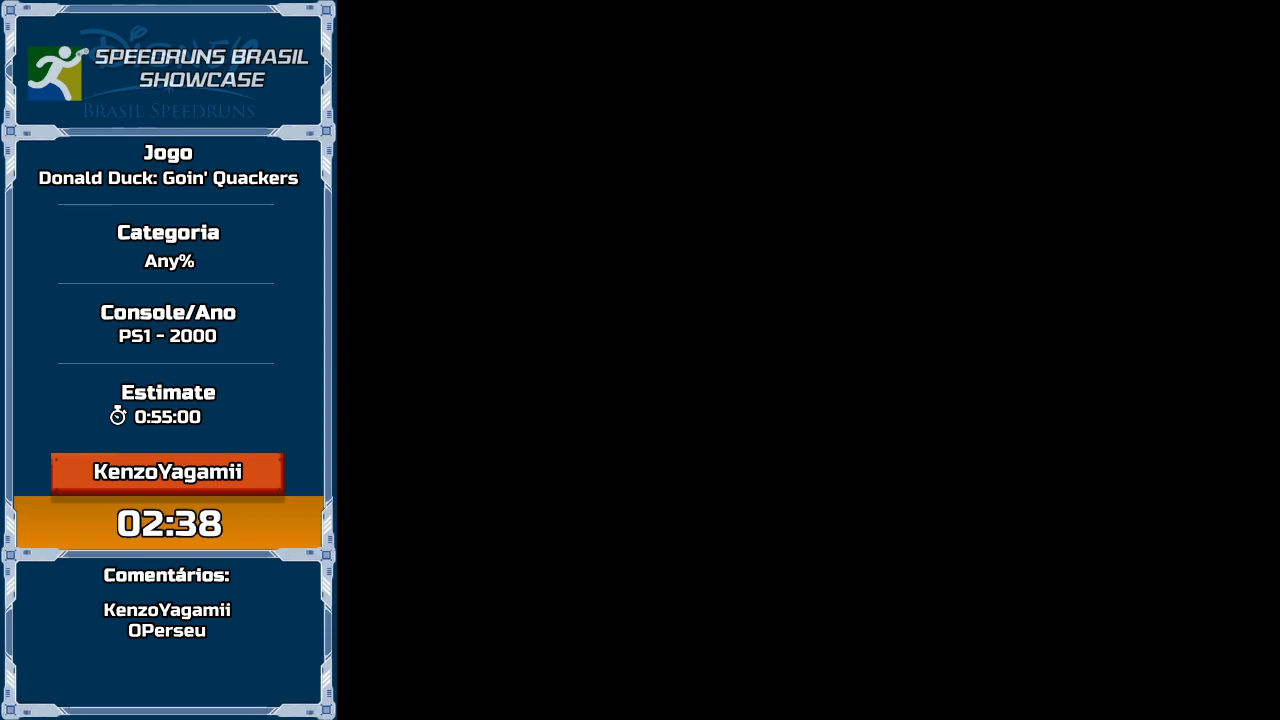 Disney
SPEEDRUNS BRASIL
SHOWCASE
BRASIL SPEEDRUNS
Jogo
Donald Duck: Goin' Quackers
Categoria
Any%
Console/Ano
PS1 - 2000
Estimate
0:55:00
KenzoYagamii
02:38
Comentários:
KenzoYagamii
OPerseu